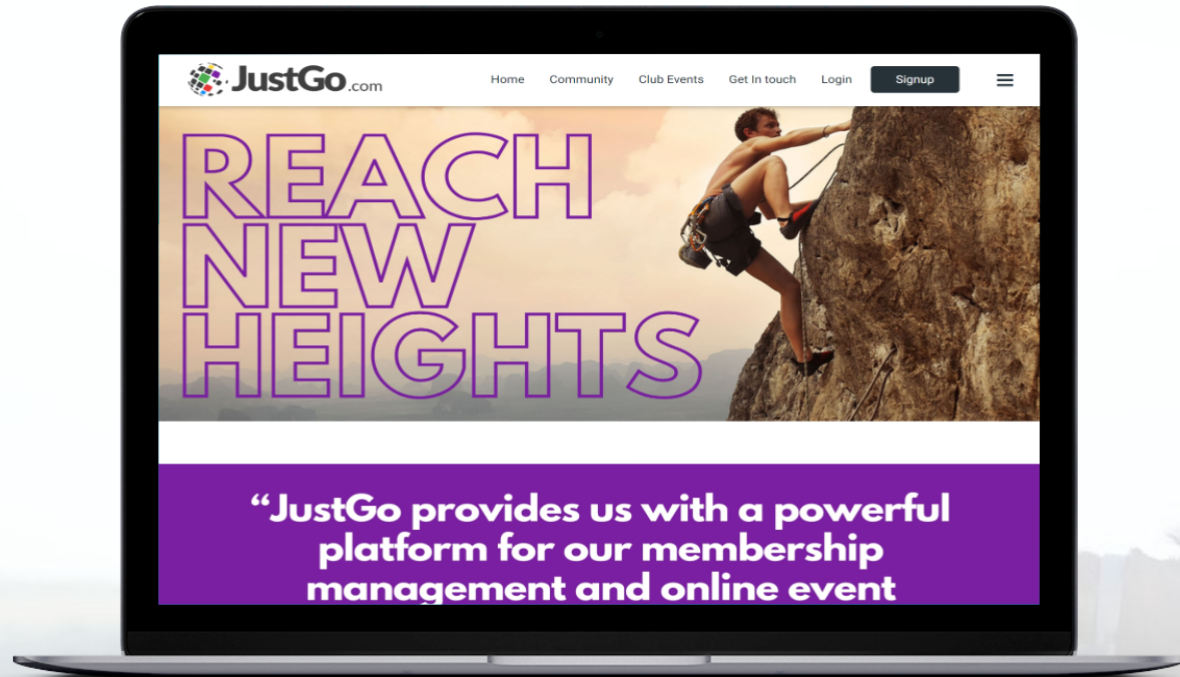 JustGo.com
Home Community Club Events Get In touch Login Signup
REACH
NEW
HEIGHTS
“JustGo provides us with a powerful
platform for our membership
management and online event